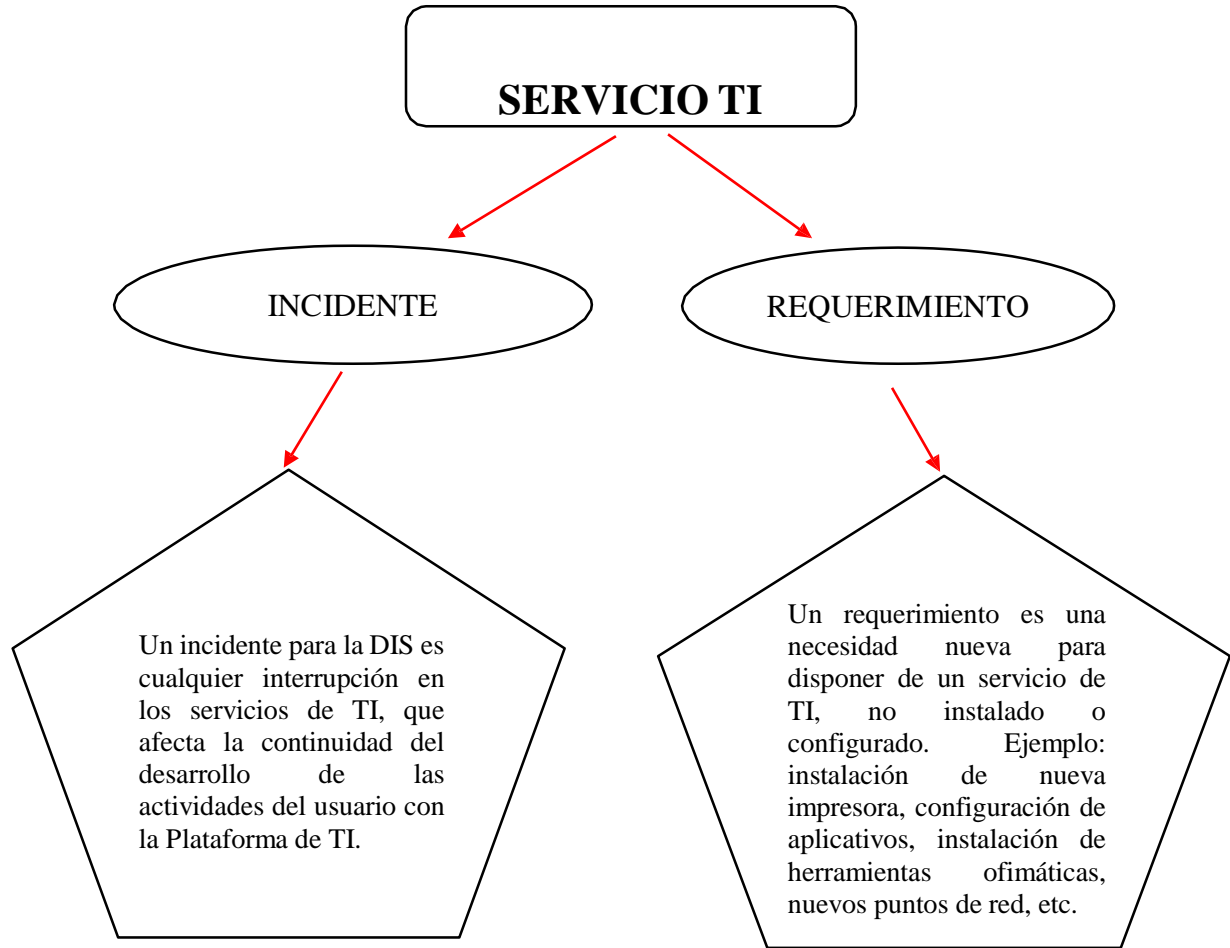 SERVICIO TI
INCIDENTE
REQUERIMIENTO
Un incidente para la DIS es
cualquier interrupción en
los servicios de TI, que
afecta la continuidad del
desarrollo de las
actividades del usuario con
la Plataforma de TI.
Un requerimiento es una
necesidad nueva para
disponer de un servicio de
TI, no instalado o
configurado. Ejemplo:
instalación de nueva
impresora, configuración de
aplicativos, instalación de
herramientas ofimáticas,
nuevos puntos de red, etc.